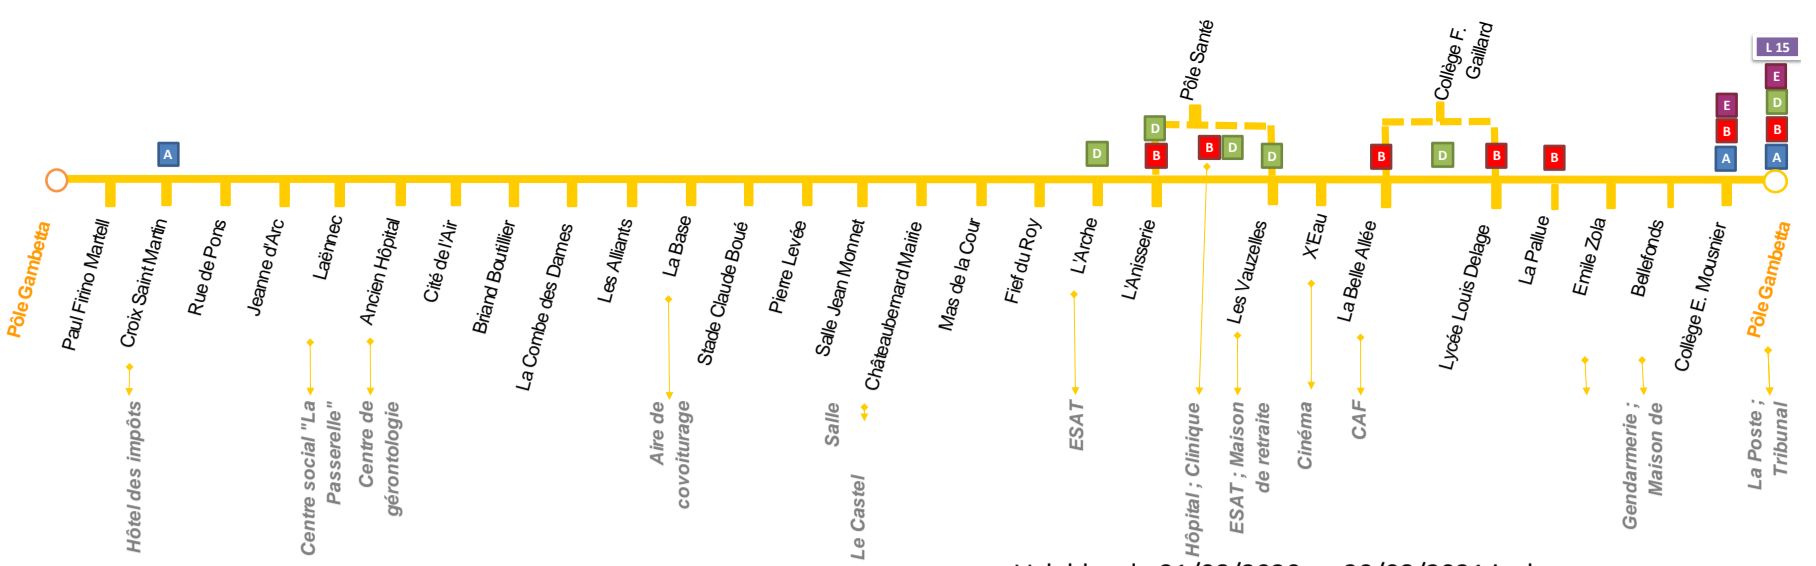 Pôle Santé
Collège F.
Gaillard
L 15
E
E
D
D
B
B
A
D
B
D
B
D
D
B
D
B
B
A
A
Pôle Gambetta
Paul Firino Martell
Croix Saint Martin
Rue de Pons
Jeanne d'Arc
Laënnec
Ancien Hôpital
Cité de l'Air
Briand Boutillier
La Combe des Dames
Les Alliants
La Base
Stade Claude Boué
Pierre Levée
Salle Jean Monnet
Châteaubernard Mairie
Mas de la Cour
Fief du Roy
L'Arche
L'Anisserie
Les Vauzelles
X'Eau
La Belle Allée
Lycée Louis Delage
La Pallue
Emile Zola
Bellefonds
Collège E. Mousnier
Pôle Gambetta
Hôtel des impôts
Centre social "La
Passerelle"
Centre de
gérontologie
Aire de
covoiturage
Salle
Le Castel
ESAT
Hôpital ; Clinique
ESAT ; Maison
de retraite
Cinéma
CAF
Gendarmerie ;
Maison de
La Poste ;
Tribunal